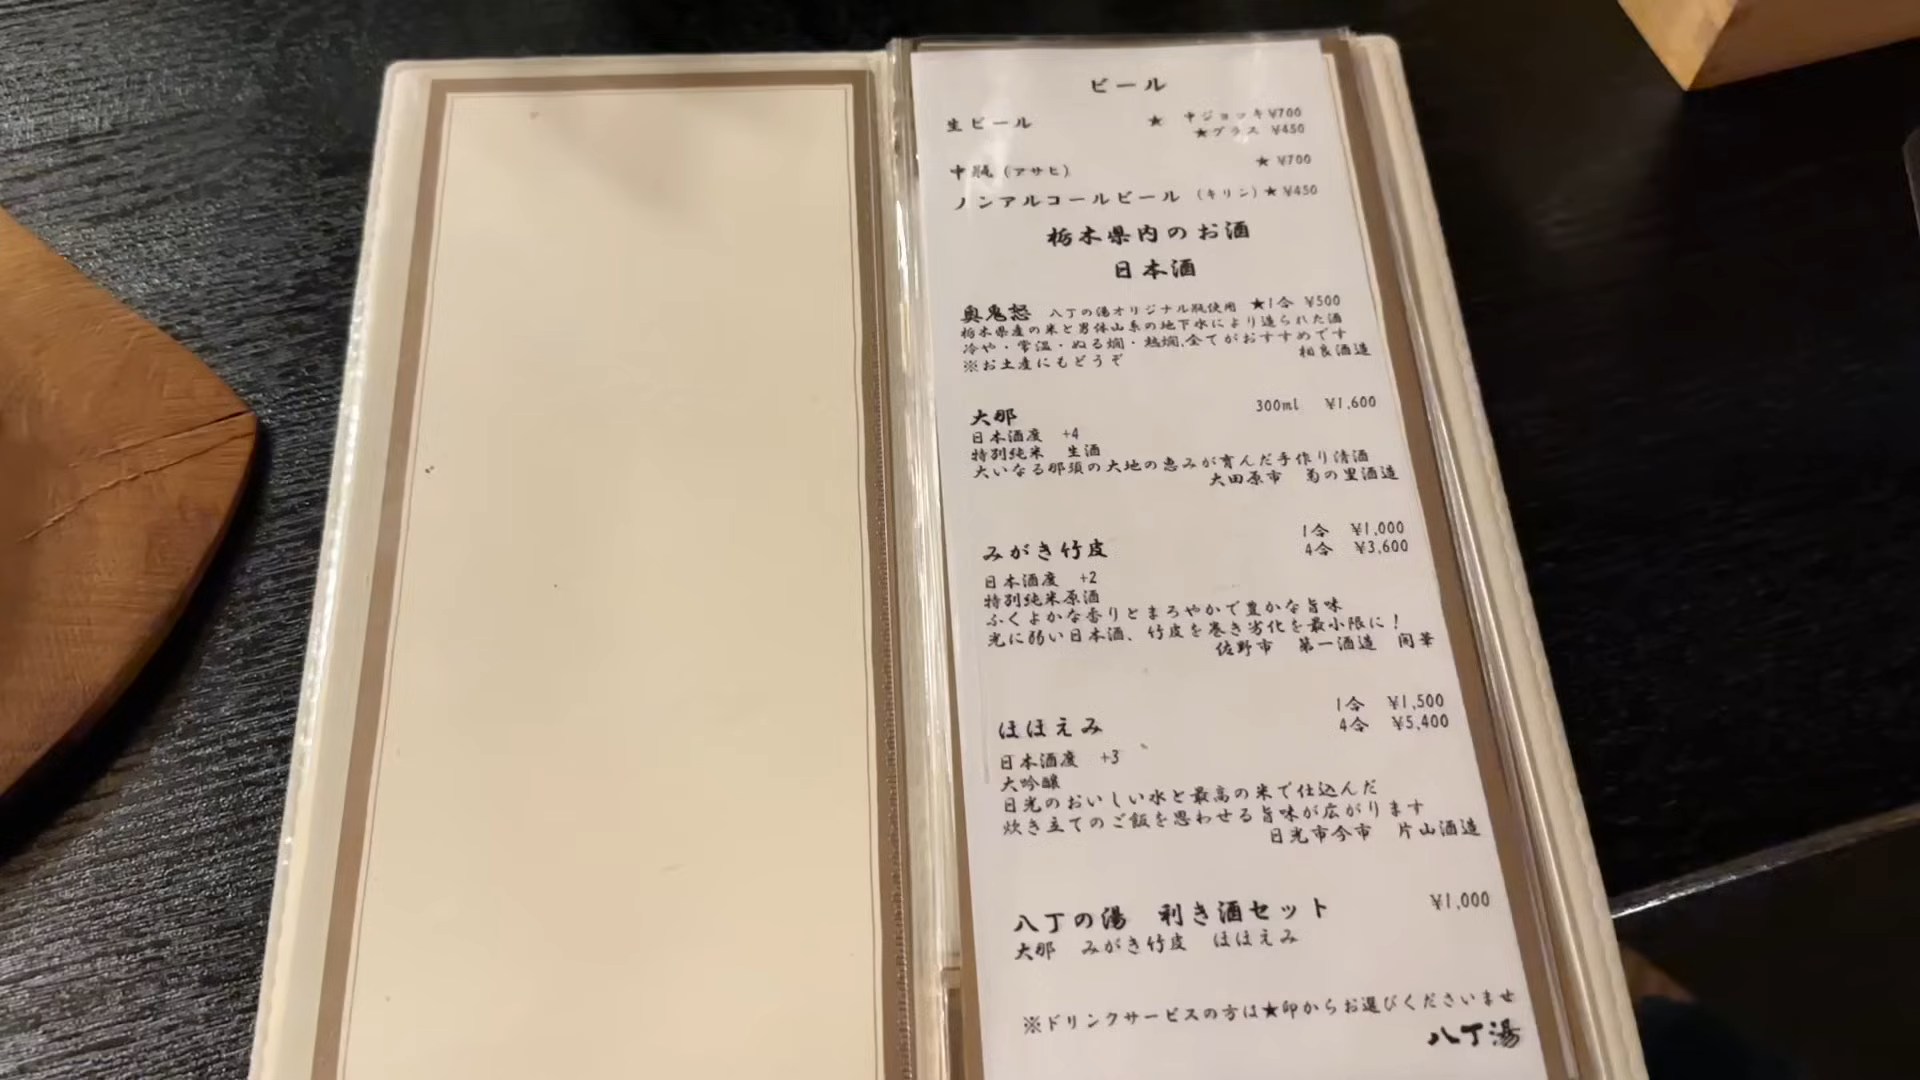 ビール
生ビール ★ 中ジョッキ¥700
★グラス ¥450
中瓶（アサヒ） ★ ¥700
ノンアルコールビール （キリン）★ ¥450
栃木県内のお酒
日本酒
奥鬼怒 八丁の湯オリジナル瓶使用 ★1合 ¥500
栃木県産の米と男体山系の地下水により造られた酒
冷や・常温・ぬる燗・熱燗,全てがおすすめです
※お土産にもどうぞ 相良酒造
大那 300ml ¥1,600
日本酒度 +4
特別純米 生酒
大いなる那須の大地の恵みが育んだ手作り清酒
大田原市 菊の里酒造
みがき竹皮 1合 ¥1,000
4合 ¥3,600
日本酒度 +2
特別純米原酒
ふくよかな香りとまろやかで豊かな旨味
光に弱い日本酒、竹皮を巻き劣化を最小限に！
佐野市 第一酒造 開華
ほほえみ 1合 ¥1,500
4合 ¥5,400
日本酒度 +3
大吟醸
日光のおいしい水と最高の米で仕込んだ
炊き立てのご飯を思わせる旨味が広がります
日光市今市 片山酒造
八丁の湯 利き酒セット ¥1,000
大那 みがき竹皮 ほほえみ
※ドリンクサービスの方は★印からお選びくださいませ
八丁湯